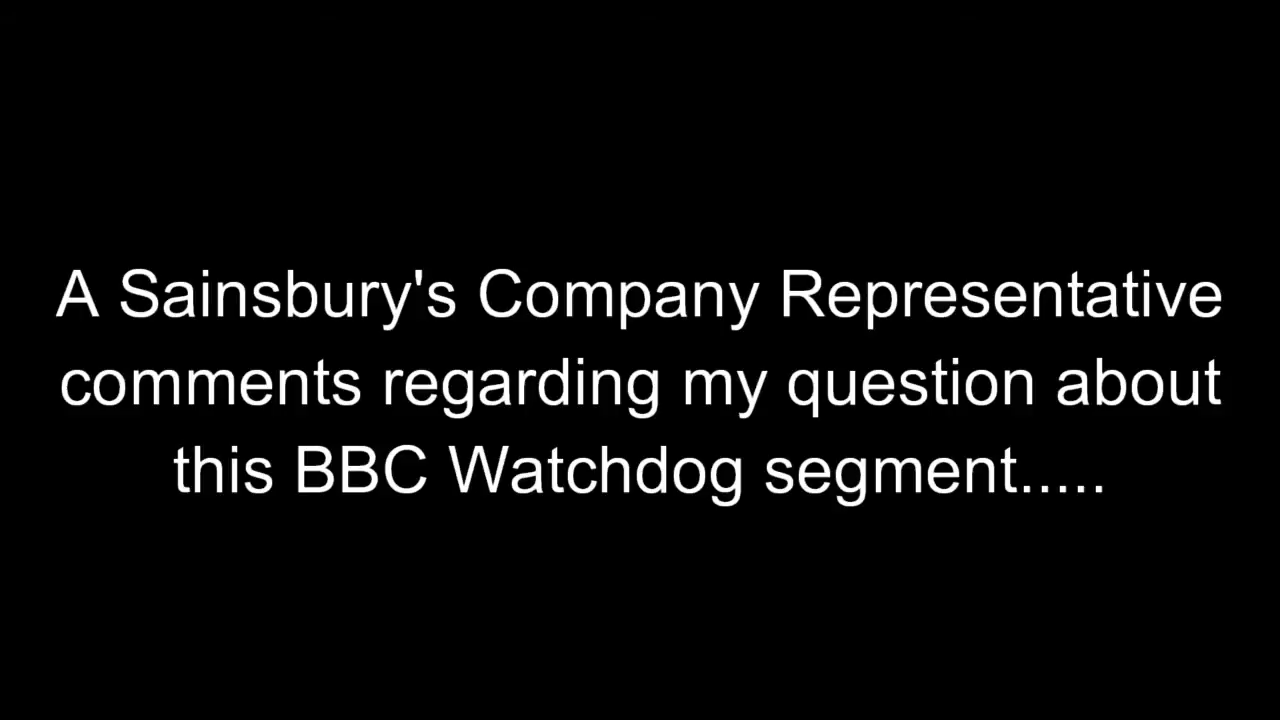 A Sainsbury's Company Representative
comments regarding my question about
this BBC Watchdog segment.....